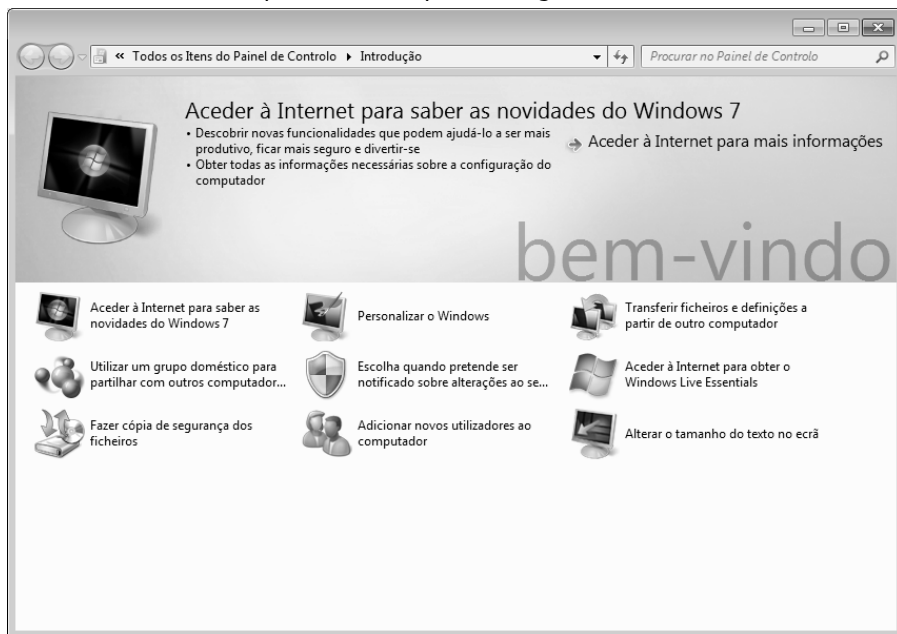 « Todos os Itens do Painel de Controlo ▸ Introdução
Procurar no Painel de Controlo
Aceder à Internet para saber as novidades do Windows 7
• Descobrir novas funcionalidades que podem ajudá-lo a ser mais
produtivo, ficar mais seguro e divertir-se
• Obter todas as informações necessárias sobre a configuração do
computador
Aceder à Internet para mais informações
bem-vindo
Aceder à Internet para saber as
novidades do Windows 7
Personalizar o Windows
Transferir ficheiros e definições a
partir de outro computador
Utilizar um grupo doméstico para
partilhar com outros computador...
Escolha quando pretende ser
notificado sobre alterações ao se...
Aceder à Internet para obter o
Windows Live Essentials
Fazer cópia de segurança dos
ficheiros
Adicionar novos utilizadores ao
computador
Alterar o tamanho do texto no ecrã